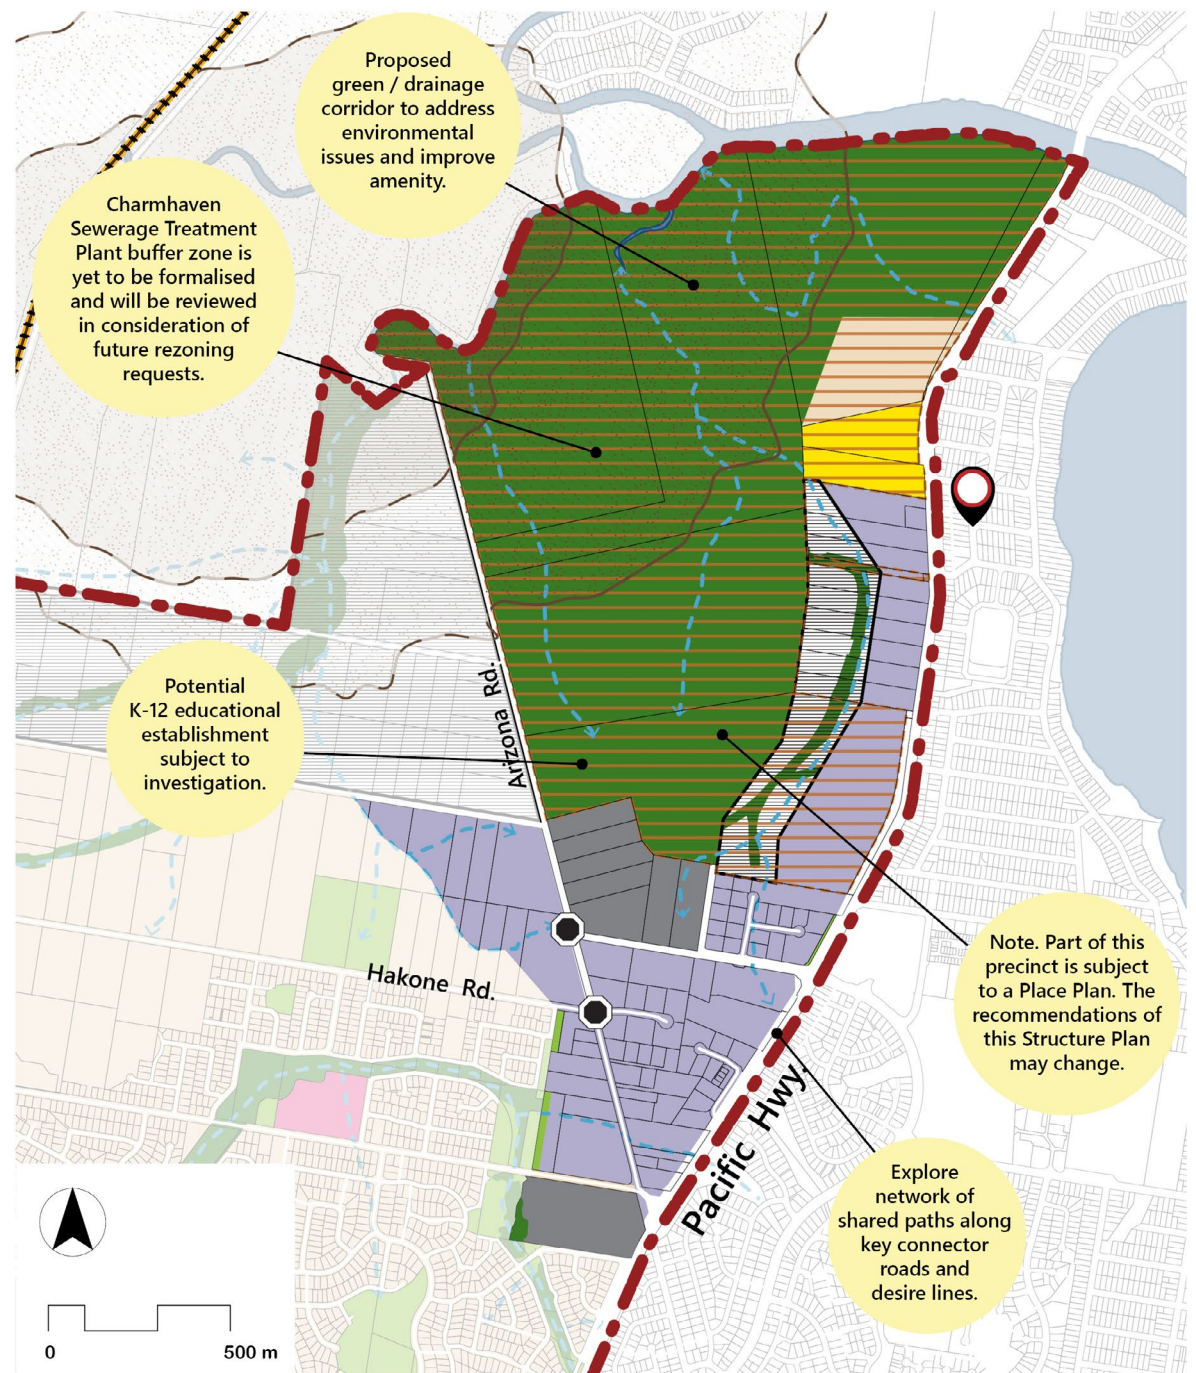 Proposed
green / drainage
corridor to address
environmental
issues and improve
amenity.
Charmhaven
Sewerage Treatment
Plant buffer zone is
yet to be formalised
and will be reviewed
in consideration of
future rezoning
requests.
Potential
K-12 educational
establishment
subject to
investigation.
Arizona Rd.
Hakone Rd.
Note. Part of this
precinct is subject
to a Place Plan. The
recommendations of
this Structure Plan
may change.
Pacific Hwy.
Explore
network of
shared paths along
key connector
roads and
desire lines.
0 500 m